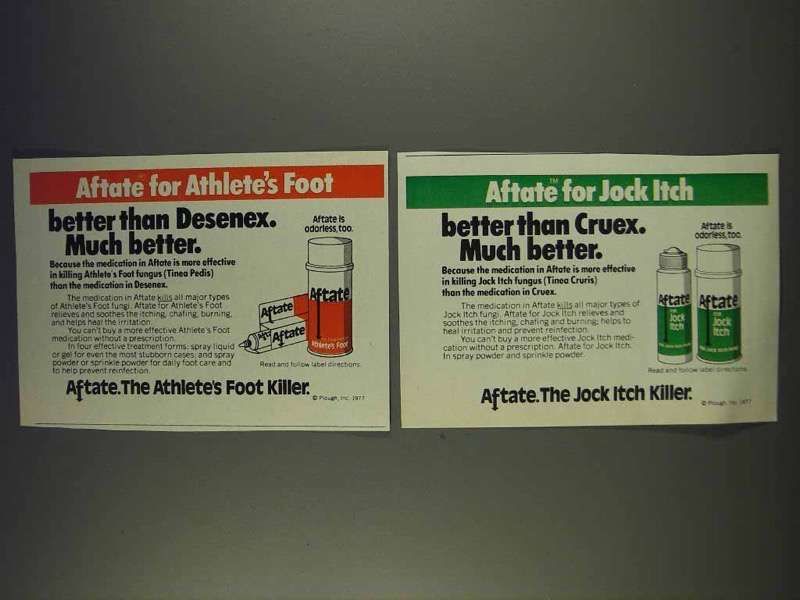 Aftate™ for Athlete's Foot
better than Desenex.
Much better.
Aftate is
odorless, too.
Because the medication in Aftate is more effective
in killing Athlete's Foot fungus (Tinea Pedis)
than the medication in Desenex.
The medication in Aftate kills all major types
of Athlete's Foot fungi. Aftate for Athlete's Foot
relieves and soothes the itching, chafing, burning,
and helps heal the irritation.
You can't buy a more effective Athlete's Foot
medication without a prescription.
In four effective treatment forms: spray liquid
or gel for even the most stubborn cases; and spray
powder or sprinkle powder for daily foot care and
to help prevent reinfection.
Aftate
Aftate
Aftate
Athlete's Foot
Read and follow label directions.
Aftate. The Athlete's Foot Killer.
© Plough, Inc. 1977
Aftate™ for Jock Itch
better than Cruex.
Much better.
Aftate is
odorless, too.
Because the medication in Aftate is more effective
in killing Jock Itch fungus (Tinea Cruris)
than the medication in Cruex.
The medication in Aftate kills all major types of
Jock Itch fungi. Aftate for Jock Itch relieves and
soothes the itching, chafing and burning; helps to
heal irritation and prevent reinfection.
You can't buy a more effective Jock Itch medi-
cation without a prescription. Aftate for Jock Itch.
In spray powder and sprinkle powder.
Aftate
for
Jock
Itch
Aftate
for
Jock
Itch
Read and follow label directions.
Aftate. The Jock Itch Killer.
© Plough, Inc. 1977